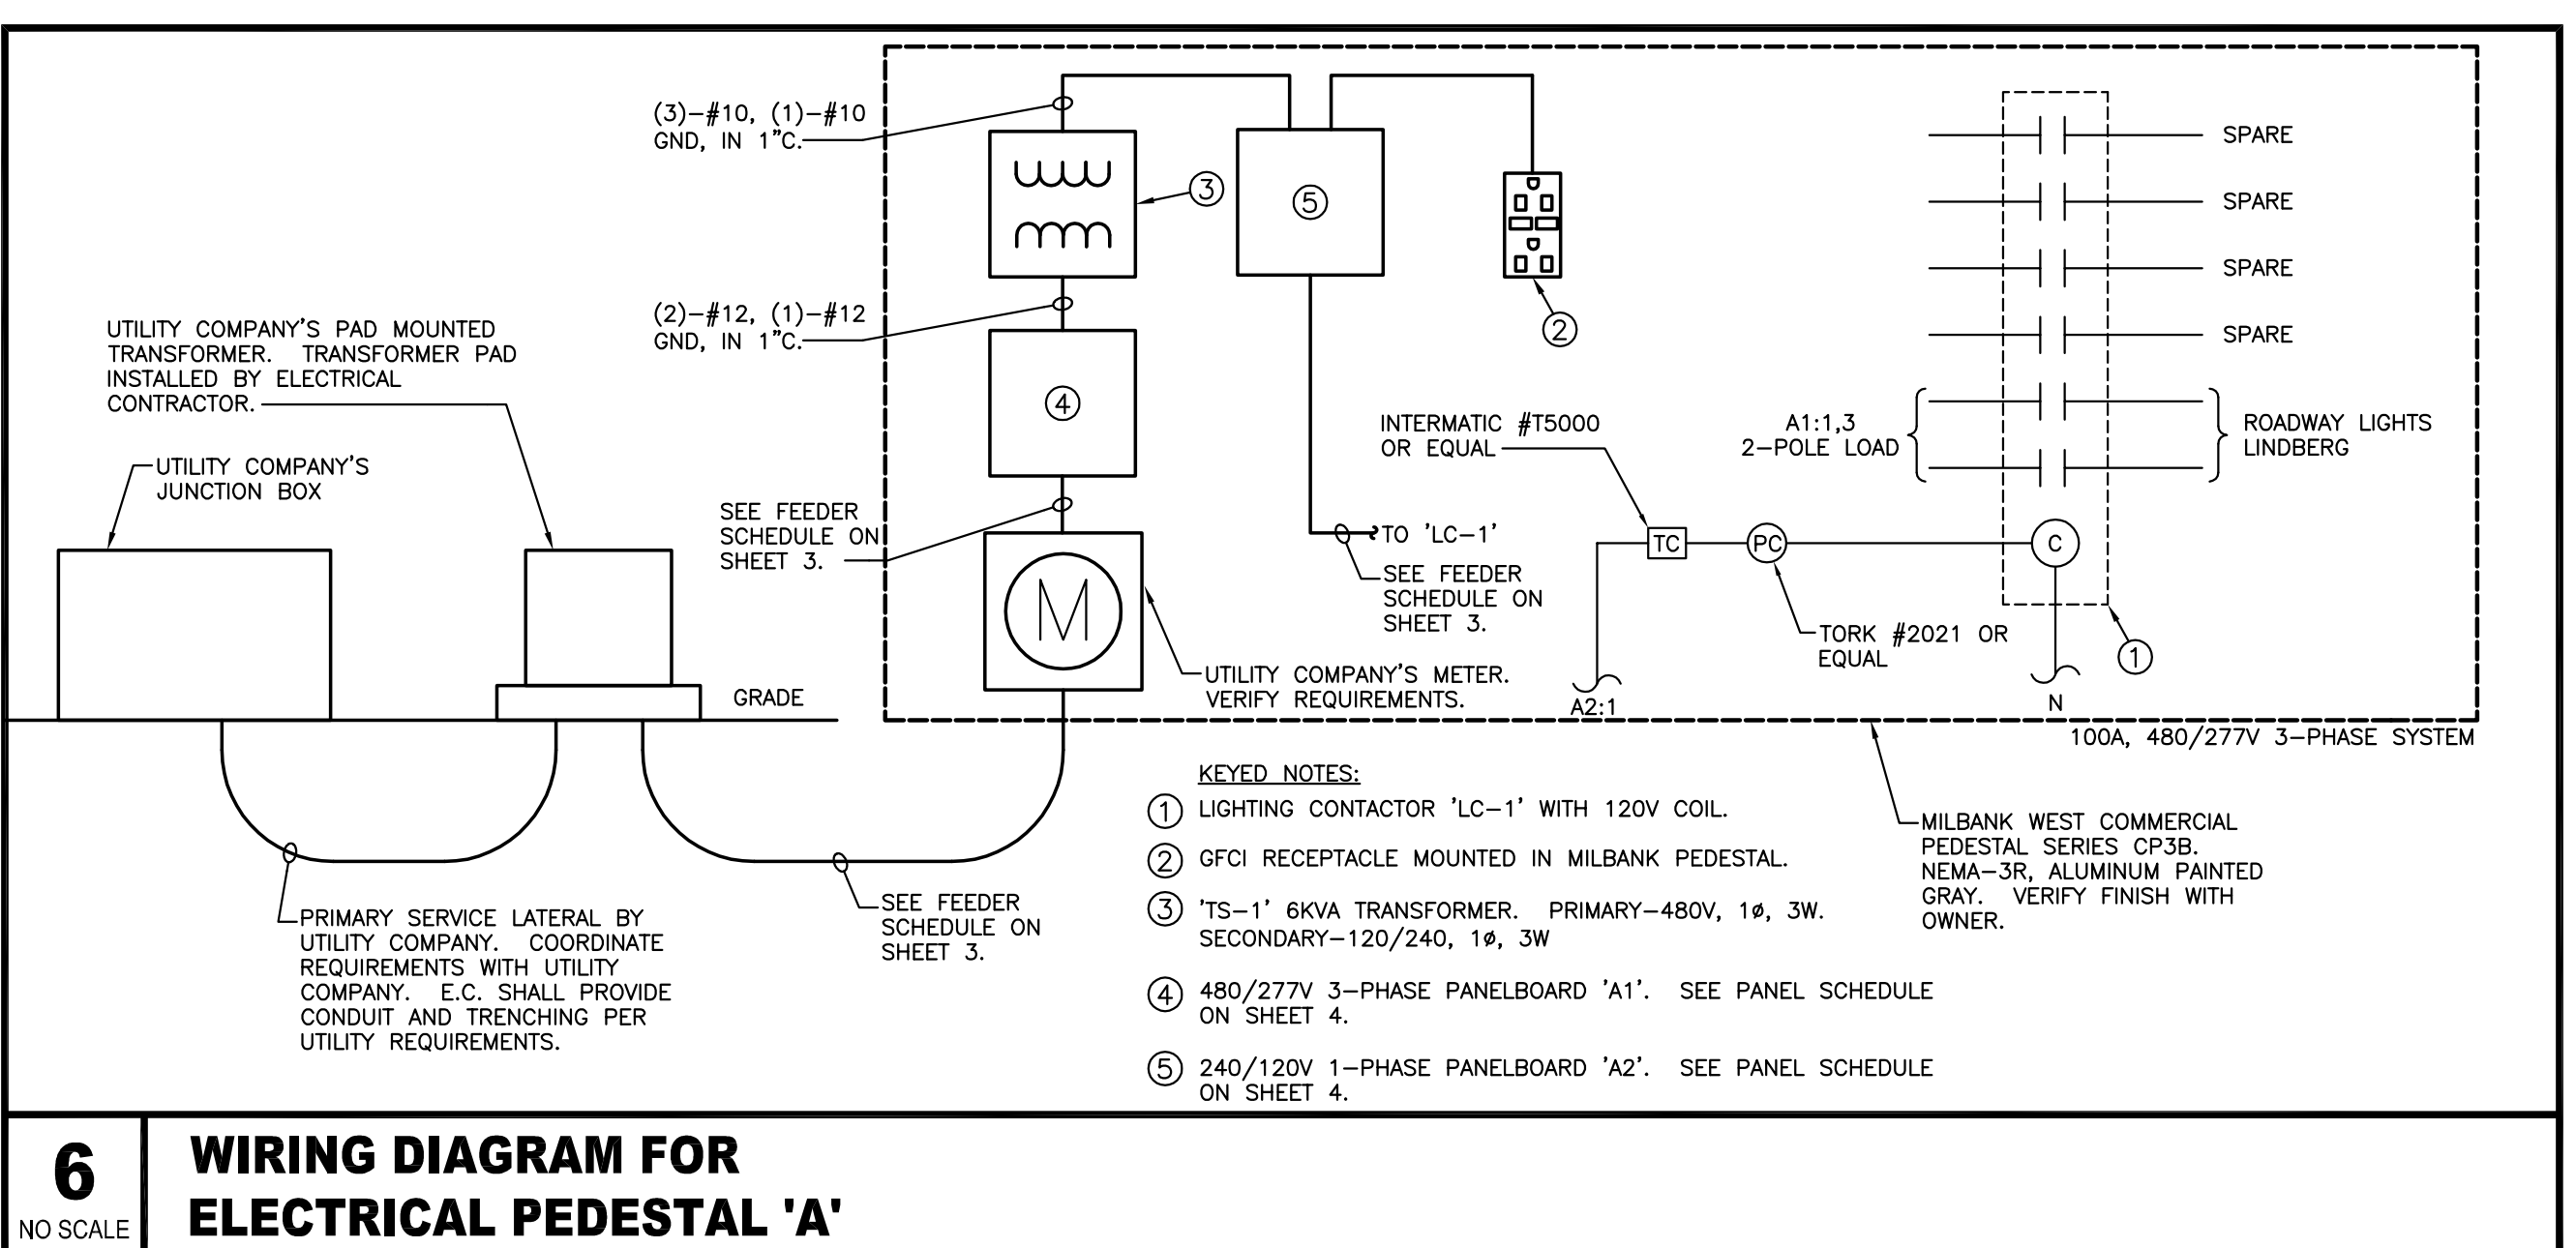 (3)-#10, (1)-#10
GND, IN 1"C.
3
5
2
SPARE
SPARE
SPARE
SPARE
UTILITY COMPANY'S PAD MOUNTED
TRANSFORMER. TRANSFORMER PAD
INSTALLED BY ELECTRICAL
CONTRACTOR.
(2)-#12, (1)-#12
GND, IN 1"C.
4
UTILITY COMPANY'S
JUNCTION BOX
SEE FEEDER
SCHEDULE ON
SHEET 3.
M
TO 'LC-1'
SEE FEEDER
SCHEDULE ON
SHEET 3.
INTERMATIC #T5000
OR EQUAL
A1:1,3
2-POLE LOAD
ROADWAY LIGHTS
LINDBERG
TC
PC
C
TORK #2021 OR
EQUAL
1
UTILITY COMPANY'S METER.
VERIFY REQUIREMENTS.
A2:1
N
GRADE
100A, 480/277V 3-PHASE SYSTEM
PRIMARY SERVICE LATERAL BY
UTILITY COMPANY. COORDINATE
REQUIREMENTS WITH UTILITY
COMPANY. E.C. SHALL PROVIDE
CONDUIT AND TRENCHING PER
UTILITY REQUIREMENTS.
SEE FEEDER
SCHEDULE ON
SHEET 3.
KEYED NOTES:
1 LIGHTING CONTACTOR 'LC-1' WITH 120V COIL.
2 GFCI RECEPTACLE MOUNTED IN MILBANK PEDESTAL.
3 'TS-1' 6KVA TRANSFORMER. PRIMARY-480V, 1ø, 3W.
SECONDARY-120/240, 1ø, 3W
4 480/277V 3-PHASE PANELBOARD 'A1'. SEE PANEL SCHEDULE
ON SHEET 4.
5 240/120V 1-PHASE PANELBOARD 'A2'. SEE PANEL SCHEDULE
ON SHEET 4.
MILBANK WEST COMMERCIAL
PEDESTAL SERIES CP3B.
NEMA-3R, ALUMINUM PAINTED
GRAY. VERIFY FINISH WITH
OWNER.
6
NO SCALE
WIRING DIAGRAM FOR
ELECTRICAL PEDESTAL 'A'